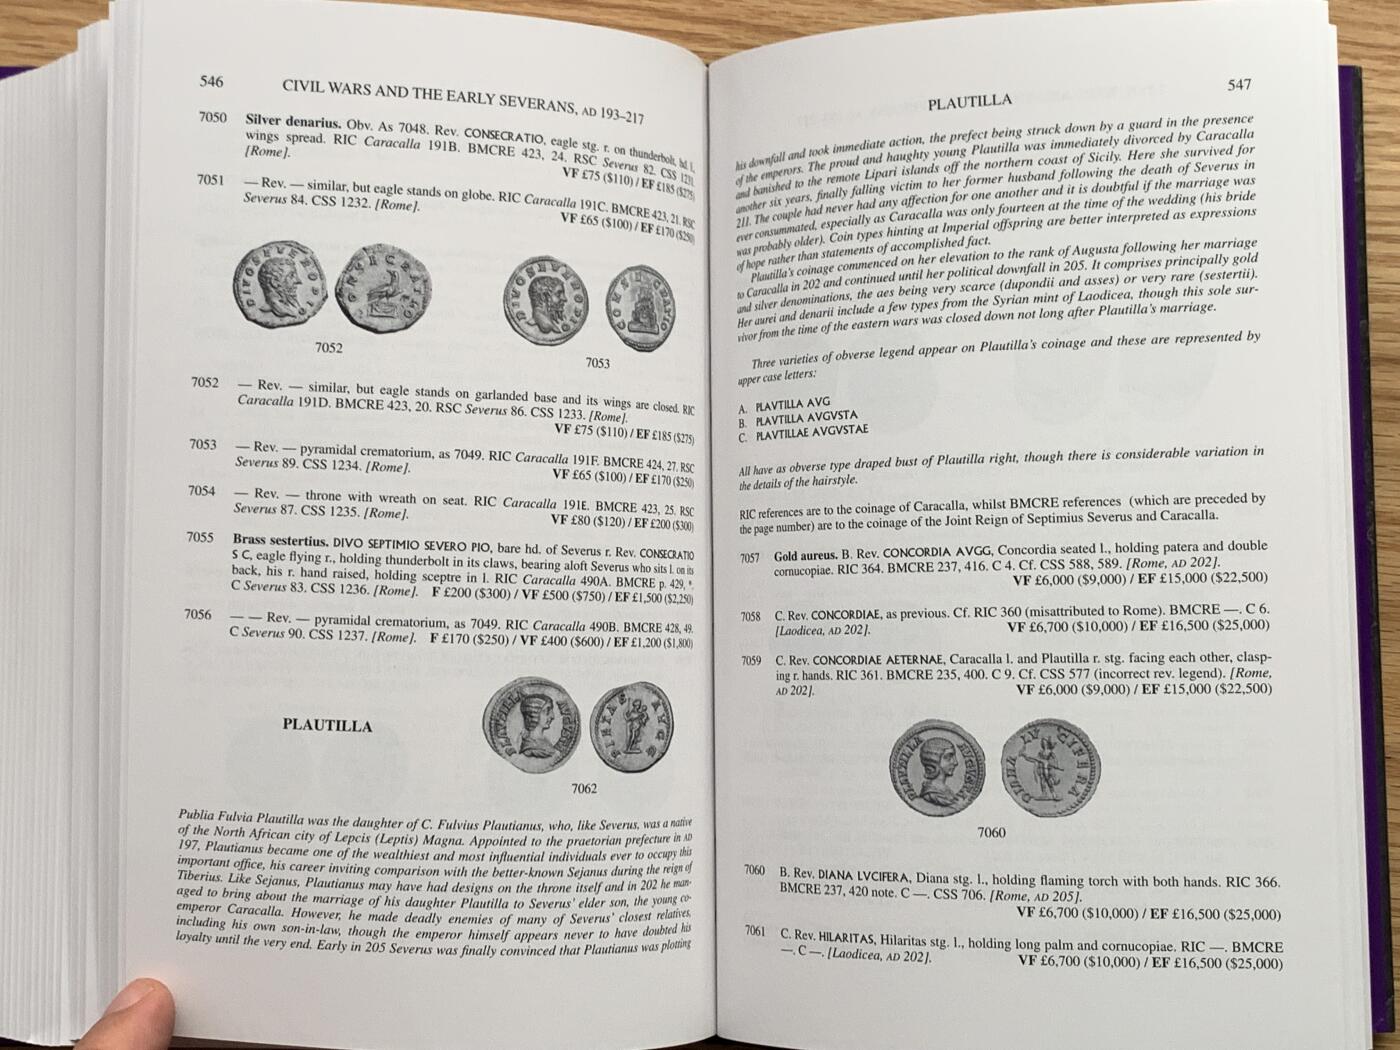 546
CIVIL WARS AND THE EARLY SEVERANS, AD 193–217
7050 Silver denarius. Obv. As 7048. Rev. CONSECRATIO, eagle stg. r. on thunderbolt, hd. l.,
wings spread. RIC Caracalla 191B. BMCRE 423, 24. RSC Severus 82. CSS 1231.
[Rome]. VF £75 ($110) / EF £185 ($275)
7051 — Rev. — similar, but eagle stands on globe. RIC Caracalla 191C. BMCRE 423, 21. RSC
Severus 84. CSS 1232. [Rome]. VF £65 ($100) / EF £170 ($250)
DIVOSEVEROPIO
CONSECRATIO
7052
DIVOSEVEROPIO
CONSECRATIO
7053
7052 — Rev. — similar, but eagle stands on garlanded base and its wings are closed. RIC
Caracalla 191D. BMCRE 423, 20. RSC Severus 86. CSS 1233. [Rome].
VF £75 ($110) / EF £185 ($275)
7053 — Rev. — pyramidal crematorium, as 7049. RIC Caracalla 191F. BMCRE 424, 27. RSC
Severus 89. CSS 1234. [Rome]. VF £65 ($100) / EF £170 ($250)
7054 — Rev. — throne with wreath on seat. RIC Caracalla 191E. BMCRE 423, 25. RSC
Severus 87. CSS 1235. [Rome]. VF £80 ($120) / EF £200 ($300)
7055 Brass sestertius. DIVO SEPTIMIO SEVERO PIO, bare hd. of Severus r. Rev. CONSECRATIO
S C, eagle flying r., holding thunderbolt in its claws, bearing aloft Severus who sits l. on its
back, his r. hand raised, holding sceptre in l. RIC Caracalla 490A. BMCRE p. 429, *.
C Severus 83. CSS 1236. [Rome]. F £200 ($300) / VF £500 ($750) / EF £1,500 ($2,250)
7056 — — Rev. — pyramidal crematorium, as 7049. RIC Caracalla 490B. BMCRE 428, 49.
C Severus 90. CSS 1237. [Rome]. F £170 ($250) / VF £400 ($600) / EF £1,200 ($1,800)
PLAUTILLA
PLAVTILLA AVGVSTA
PIETAS AVGG
7062
Publia Fulvia Plautilla was the daughter of C. Fulvius Plautianus, who, like Severus, was a native
of the North African city of Lepcis (Leptis) Magna. Appointed to the praetorian prefecture in AD
197, Plautianus became one of the wealthiest and most influential individuals ever to occupy this
important office, his career inviting comparison with the better-known Sejanus during the reign of
Tiberius. Like Sejanus, Plautianus may have had designs on the throne itself and in 202 he man-
aged to bring about the marriage of his daughter Plautilla to Severus' elder son, the young co-
emperor Caracalla. However, he made deadly enemies of many of Severus' closest relatives,
including his own son-in-law, though the emperor himself appears never to have doubted his
loyalty until the very end. Early in 205 Severus was finally convinced that Plautianus was plotting
PLAUTILLA
547
his downfall and took immediate action, the prefect being struck down by a guard in the presence
of the emperors. The proud and haughty young Plautilla was immediately divorced by Caracalla
and banished to the remote Lipari islands off the northern coast of Sicily. Here she survived for
another six years, finally falling victim to her former husband following the death of Severus in
211. The couple had never had any affection for one another and it is doubtful if the marriage was
ever consummated, especially as Caracalla was only fourteen at the time of the wedding (his bride
was probably older). Coin types hinting at Imperial offspring are better interpreted as expressions
of hope rather than statements of accomplished fact.
Plautilla's coinage commenced on her elevation to the rank of Augusta following her marriage
to Caracalla in 202 and continued until her political downfall in 205. It comprises principally gold
and silver denominations, the aes being very scarce (dupondii and asses) or very rare (sestertii).
Her aurei and denarii include a few types from the Syrian mint of Laodicea, though this sole sur-
vivor from the time of the eastern wars was closed down not long after Plautilla's marriage.
Three varieties of obverse legend appear on Plautilla's coinage and these are represented by
upper case letters:
A. PLAVTILLA AVG
B. PLAVTILLA AVGVSTA
C. PLAVTILLAE AVGVSTAE
All have as obverse type draped bust of Plautilla right, though there is considerable variation in
the details of the hairstyle.
RIC references are to the coinage of Caracalla, whilst BMCRE references (which are preceded by
the page number) are to the coinage of the Joint Reign of Septimius Severus and Caracalla.
7057 Gold aureus. B. Rev. CONCORDIA AVGG, Concordia seated l., holding patera and double
cornucopiae. RIC 364. BMCRE 237, 416. C 4. Cf. CSS 588, 589. [Rome, AD 202].
VF £6,000 ($9,000) / EF £15,000 ($22,500)
7058 C. Rev. CONCORDIAE, as previous. Cf. RIC 360 (misattributed to Rome). BMCRE —. C 6.
[Laodicea, AD 202]. VF £6,700 ($10,000) / EF £16,500 ($25,000)
7059 C. Rev. CONCORDIAE AETERNAE, Caracalla l. and Plautilla r. stg. facing each other, clasp-
ing r. hands. RIC 361. BMCRE 235, 400. C 9. Cf. CSS 577 (incorrect rev. legend). [Rome,
AD 202]. VF £6,000 ($9,000) / EF £15,000 ($22,500)
PLAVTILLA AVGVSTA
DIANA LVCIFERA
7060
7060 B. Rev. DIANA LVCIFERA, Diana stg. l., holding flaming torch with both hands. RIC 366.
BMCRE 237, 420 note. C —. CSS 706. [Rome, AD 205].
VF £6,700 ($10,000) / EF £16,500 ($25,000)
7061 C. Rev. HILARITAS, Hilaritas stg. l., holding long palm and cornucopiae. RIC —. BMCRE
—. C —. [Laodicea, AD 202]. VF £6,700 ($10,000) / EF £16,500 ($25,000)